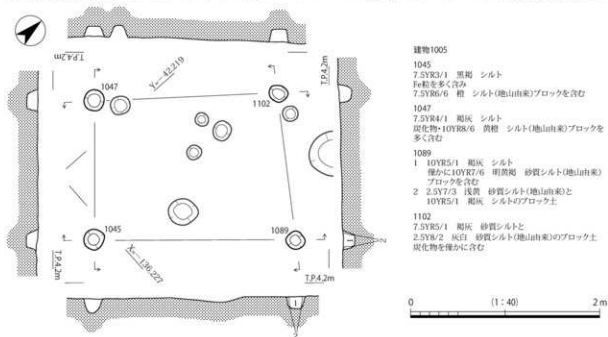 T.P.4.2m
T.P.4.2m
1047
Y=-42,219
1102
1045
1089
X=-136,227
T.P.4.2m
T.P.4.2m
1
2
1
2
建物1005
1045
7.5YR3/1 黒褐 シルト
Fe粒を多く含み
7.5YR6/6 橙 シルト(地山由来)ブロックを含む
1047
7.5YR4/1 褐灰 シルト
炭化物・10YR8/6 黄橙 シルト(地山由来)ブロックを
多く含む
1089
1 10YR5/1 褐灰 シルト
僅かに10YR7/6 明黄褐 砂質シルト(地山由来)
ブロックを含む
2 2.5Y7/3 浅黄 砂質シルト(地山由来)と
10YR5/1 褐灰 シルトのブロック土
1102
7.5YR5/1 褐灰 砂質シルトと
2.5Y8/2 灰白 砂質シルト(地山由来)のブロック土
炭化物を僅かに含む
0 (1:40) 2m